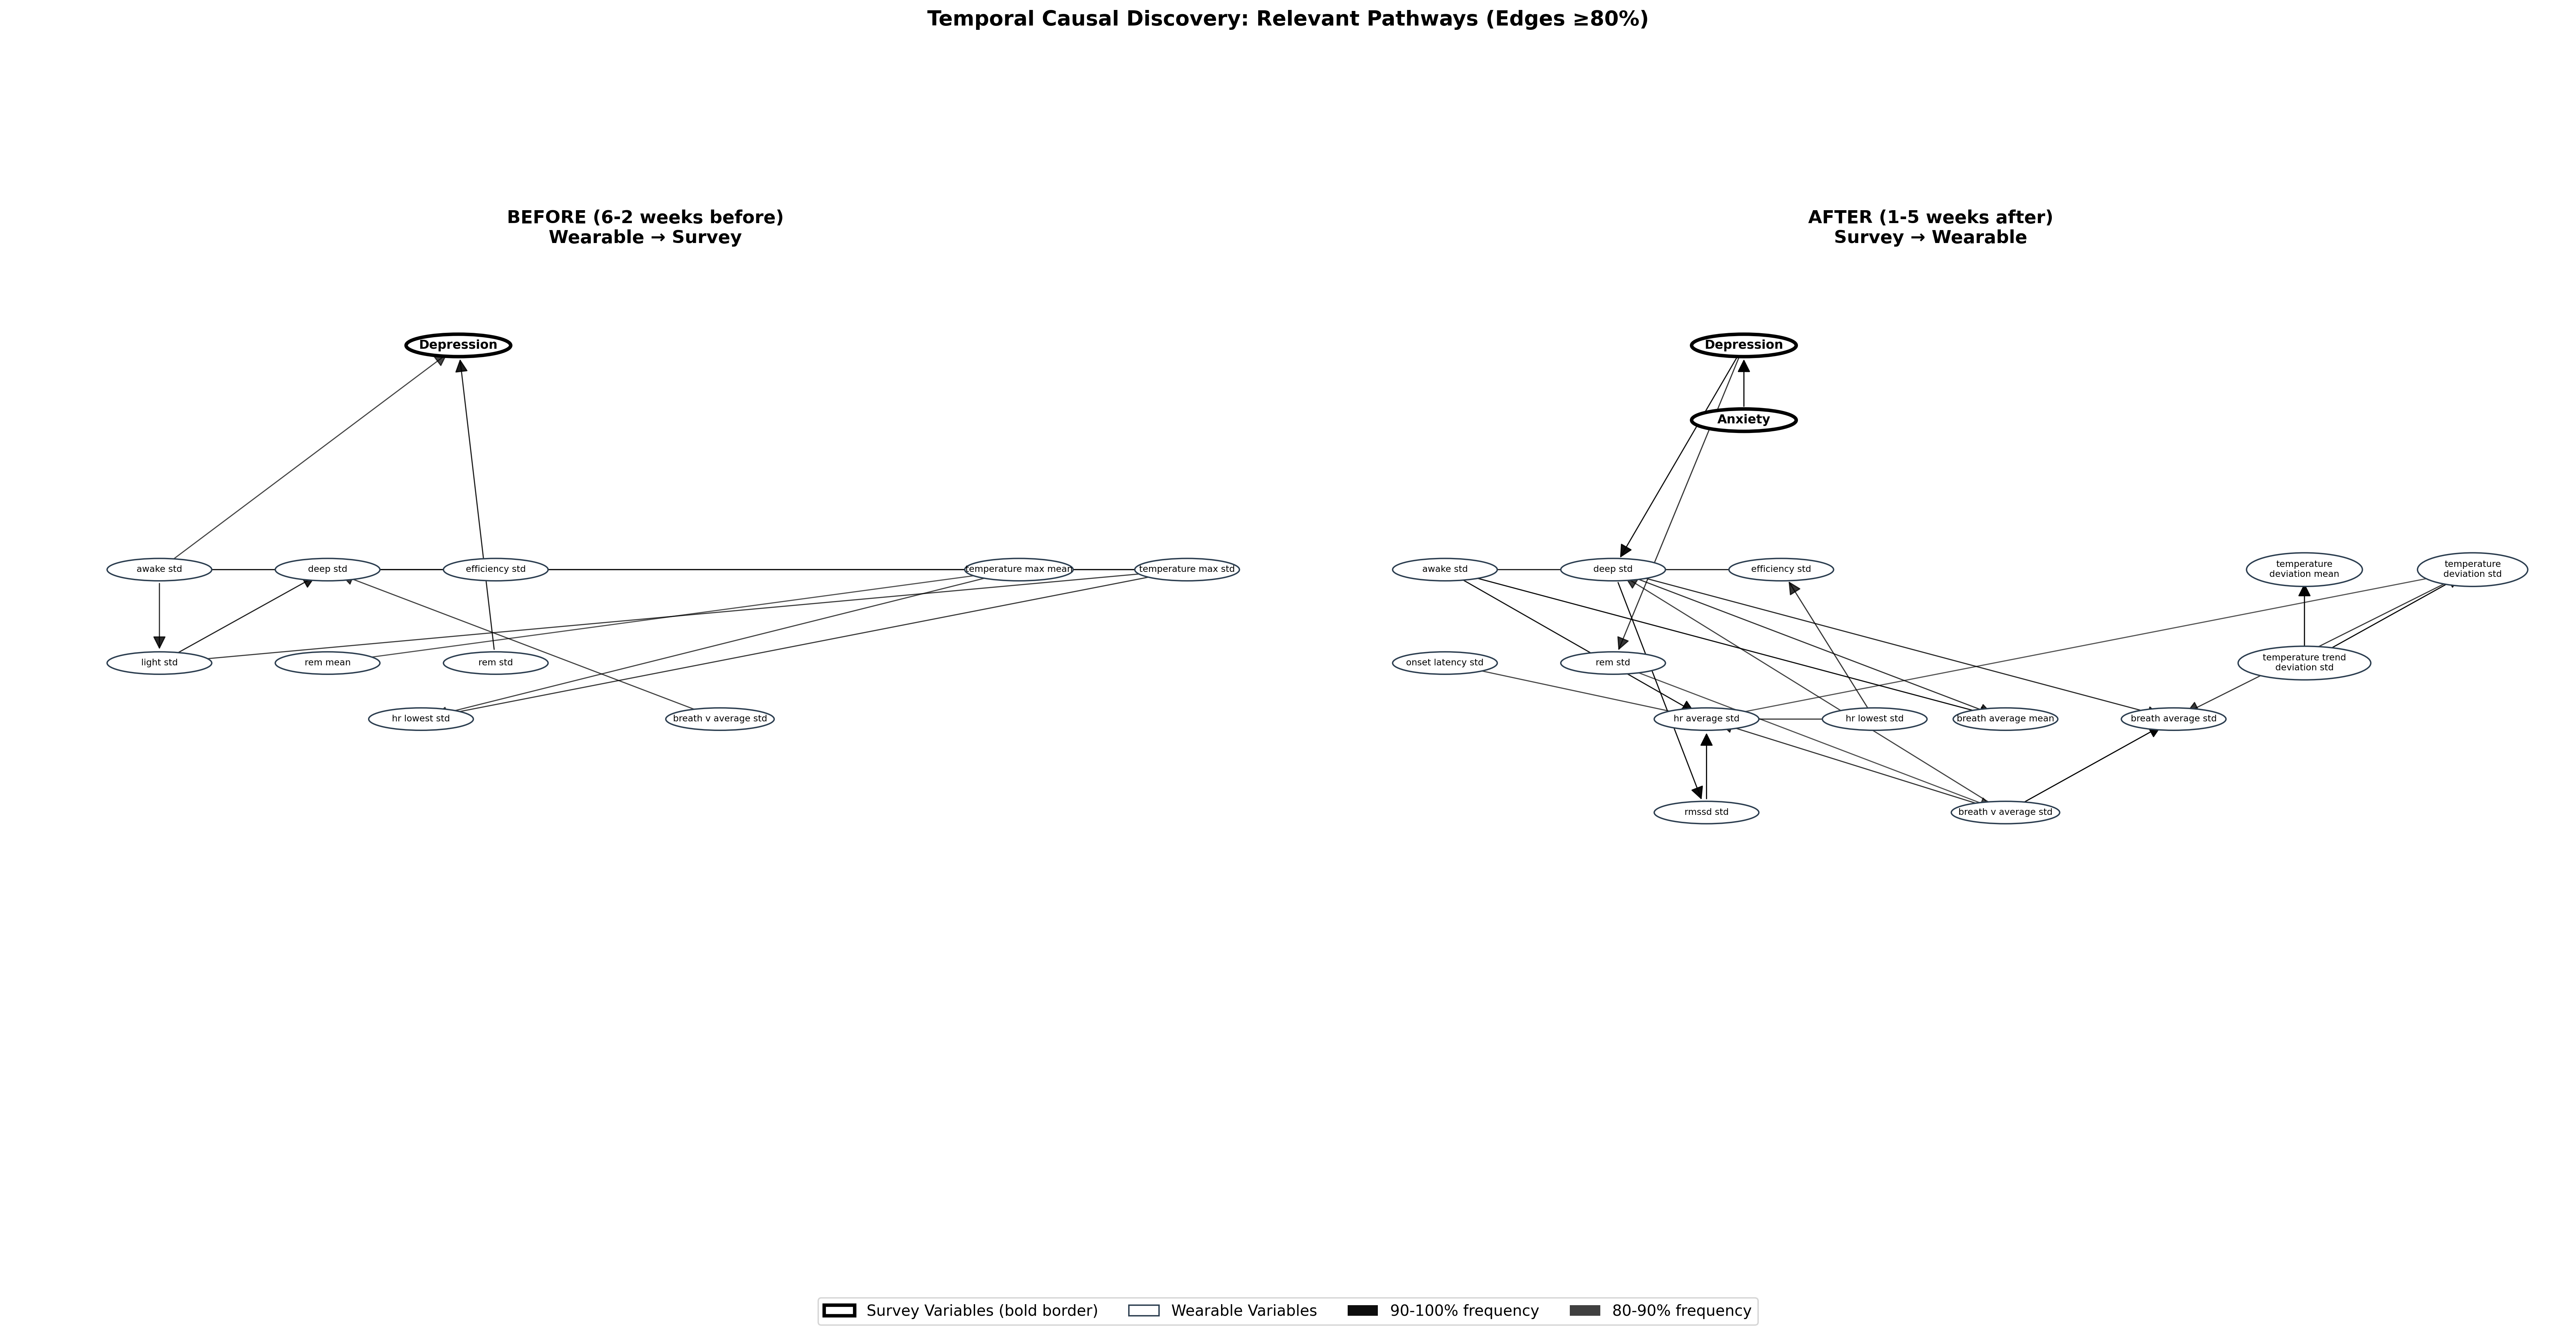 Temporal Causal Discovery: Relevant Pathways (Edges ≥80%)
BEFORE (6-2 weeks before)
Wearable → Survey
Depression
awake std
deep std
efficiency std
temperature max mean
temperature max std
light std
rem mean
rem std
hr lowest std
breath v average std
AFTER (1-5 weeks after)
Survey → Wearable
Depression
Anxiety
awake std
deep std
efficiency std
temperature
deviation mean
temperature
deviation std
onset latency std
rem std
temperature trend
deviation std
hr average std
hr lowest std
breath average mean
breath average std
rmssd std
breath v average std
Survey Variables (bold border)
Wearable Variables
90-100% frequency
80-90% frequency